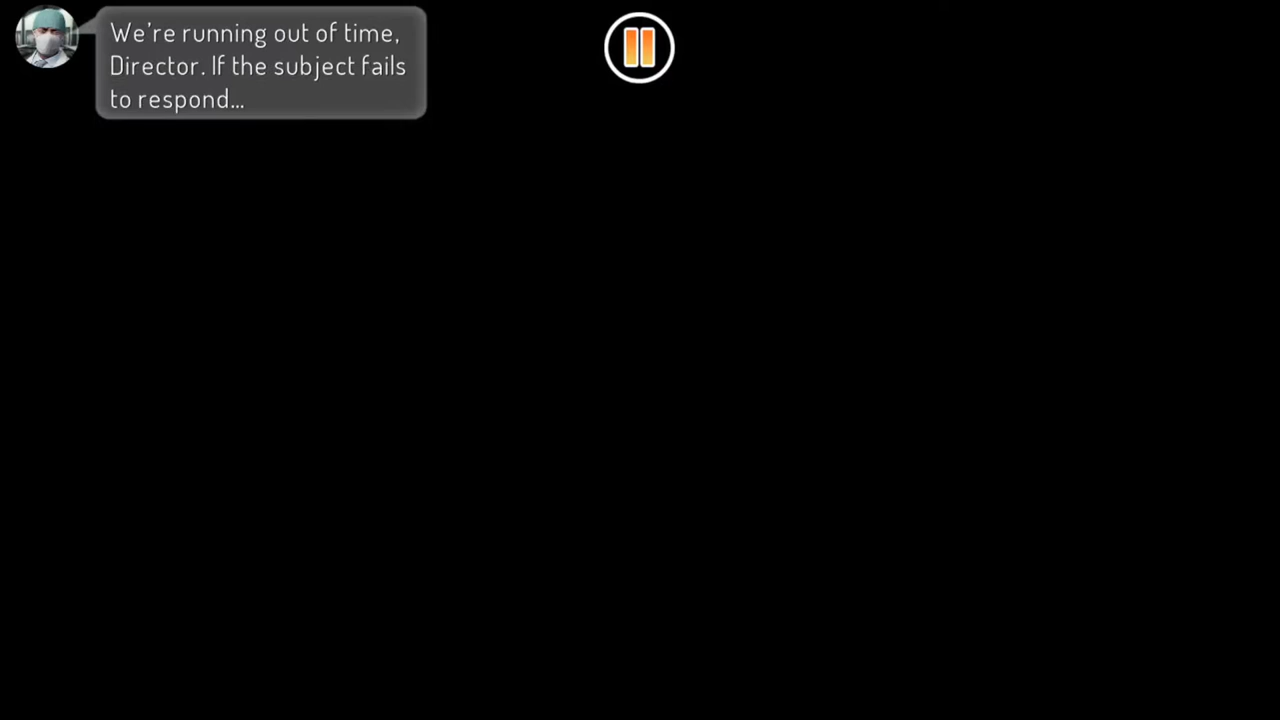 We're running out of time,
Director. If the subject fails
to respond...